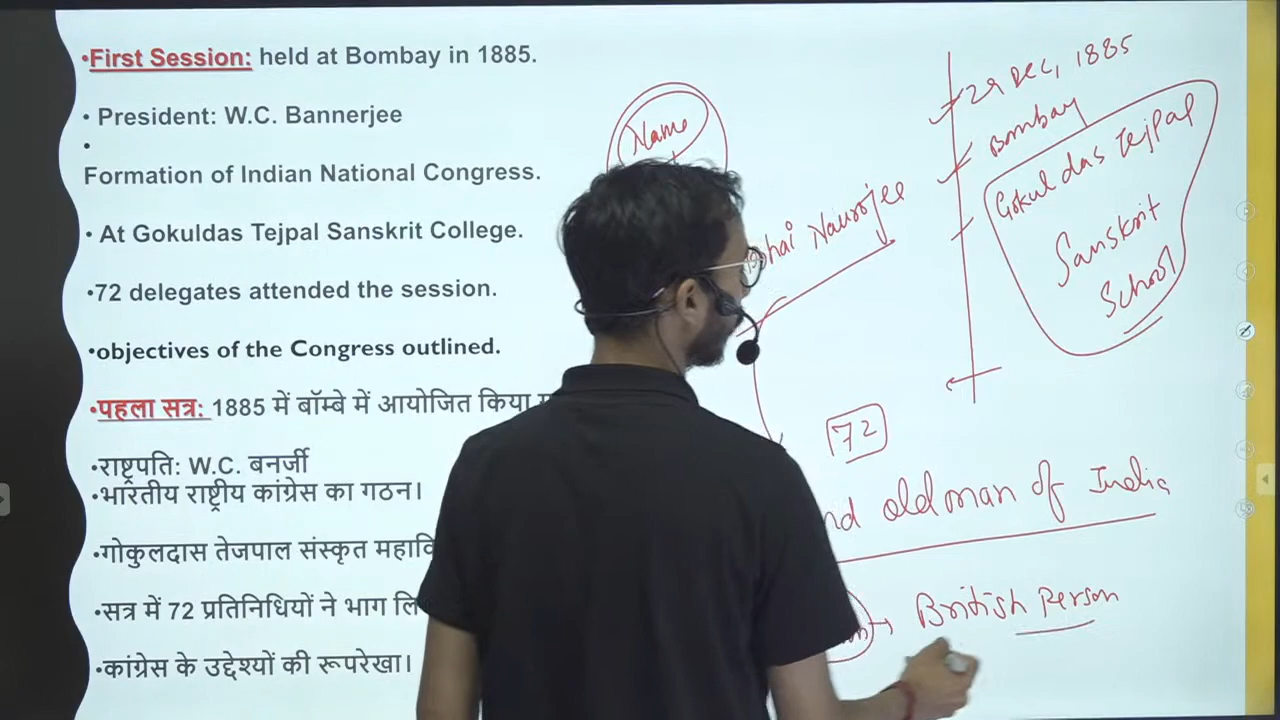 •First Session: held at Bombay in 1885.
• President: W.C. Bannerjee
•
Formation of Indian National Congress.
• At Gokuldas Tejpal Sanskrit College.
•72 delegates attended the session.
•objectives of the Congress outlined.
•पहला सत्र: 1885 में बॉम्बे में आयोजित किया
•राष्ट्रपति: W.C. बनर्जी
•भारतीय राष्ट्रीय कांग्रेस का गठन।
•गोकुलदास तेजपाल संस्कृत
•सत्र में 72 प्रतिनिधियों ने भाग
•कांग्रेस के उद्देश्यों की रूपरेखा।
Name
Naurojee
29 Dec, 1885
Bombay
Gokul das Tejpal
Sanskrit
School
72
old man of India
British Person